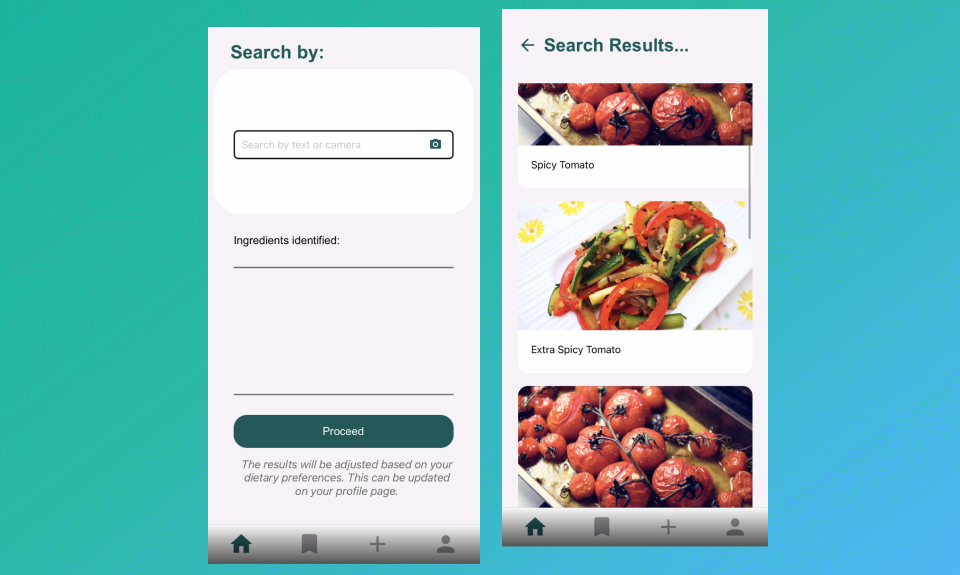 Search by:
Search by text or camera
Ingredients identified:
Proceed
The results will be adjusted based on your
dietary preferences. This can be updated
on your profile page.
Search Results...
Spicy Tomato
Extra Spicy Tomato